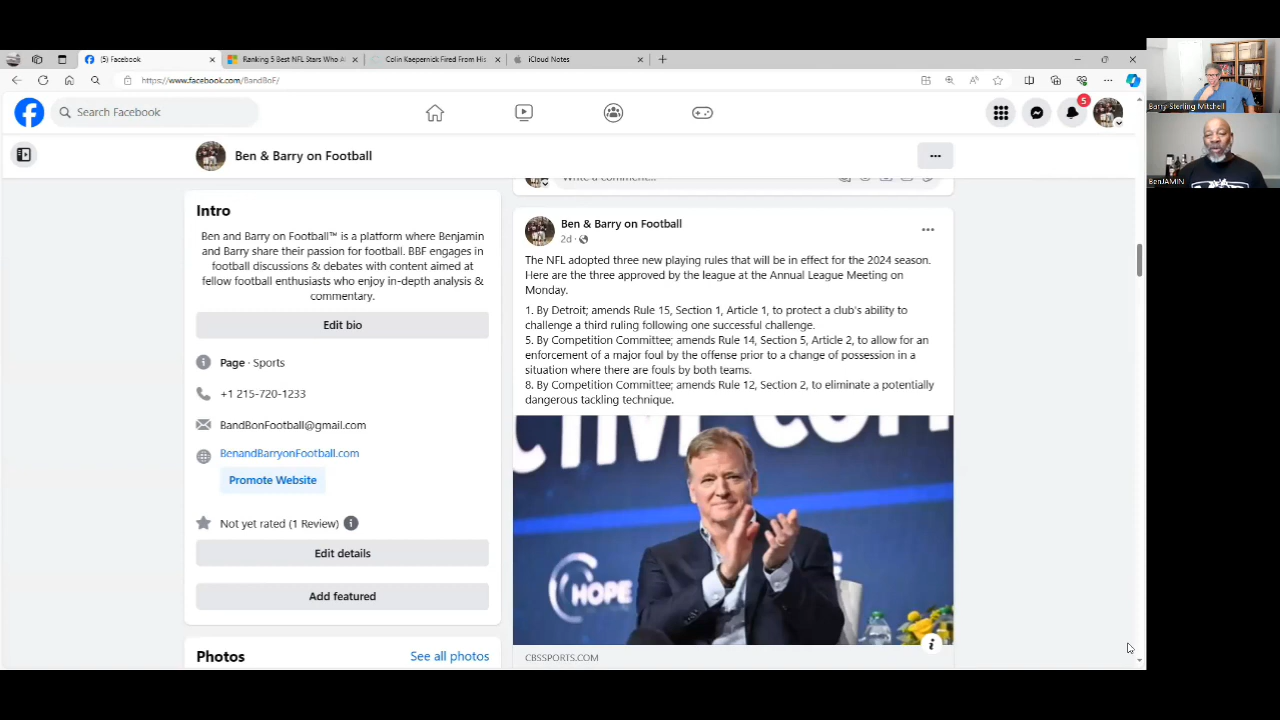 (5) Facebook
Ranking 5 Best NFL Stars Who A
Colin Kaepernick Fired From His
iCloud Notes
https://www.facebook.com/BandBoF/
Search Facebook
5
Barry Sterling Mitchell
BenJAMIN
Ben & Barry on Football
Intro
Ben and Barry on Football™ is a platform where Benjamin
and Barry share their passion for football. BBF engages in
football discussions & debates with content aimed at
fellow football enthusiasts who enjoy in-depth analysis &
commentary.
Edit bio
Page · Sports
+1 215-720-1233
BandBonFootball@gmail.com
BenandBarryonFootball.com
Promote Website
Not yet rated (1 Review)
Edit details
Add featured
Photos
See all photos
Write a comment...
Ben & Barry on Football
2d ·
The NFL adopted three new playing rules that will be in effect for the 2024 season.
Here are the three approved by the league at the Annual League Meeting on
Monday.
1. By Detroit; amends Rule 15, Section 1, Article 1, to protect a club's ability to
challenge a third ruling following one successful challenge.
5. By Competition Committee; amends Rule 14, Section 5, Article 2, to allow for an
enforcement of a major foul by the offense prior to a change of possession in a
situation where there are fouls by both teams.
8. By Competition Committee; amends Rule 12, Section 2, to eliminate a potentially
dangerous tackling technique.
HOPE
CBSSPORTS.COM